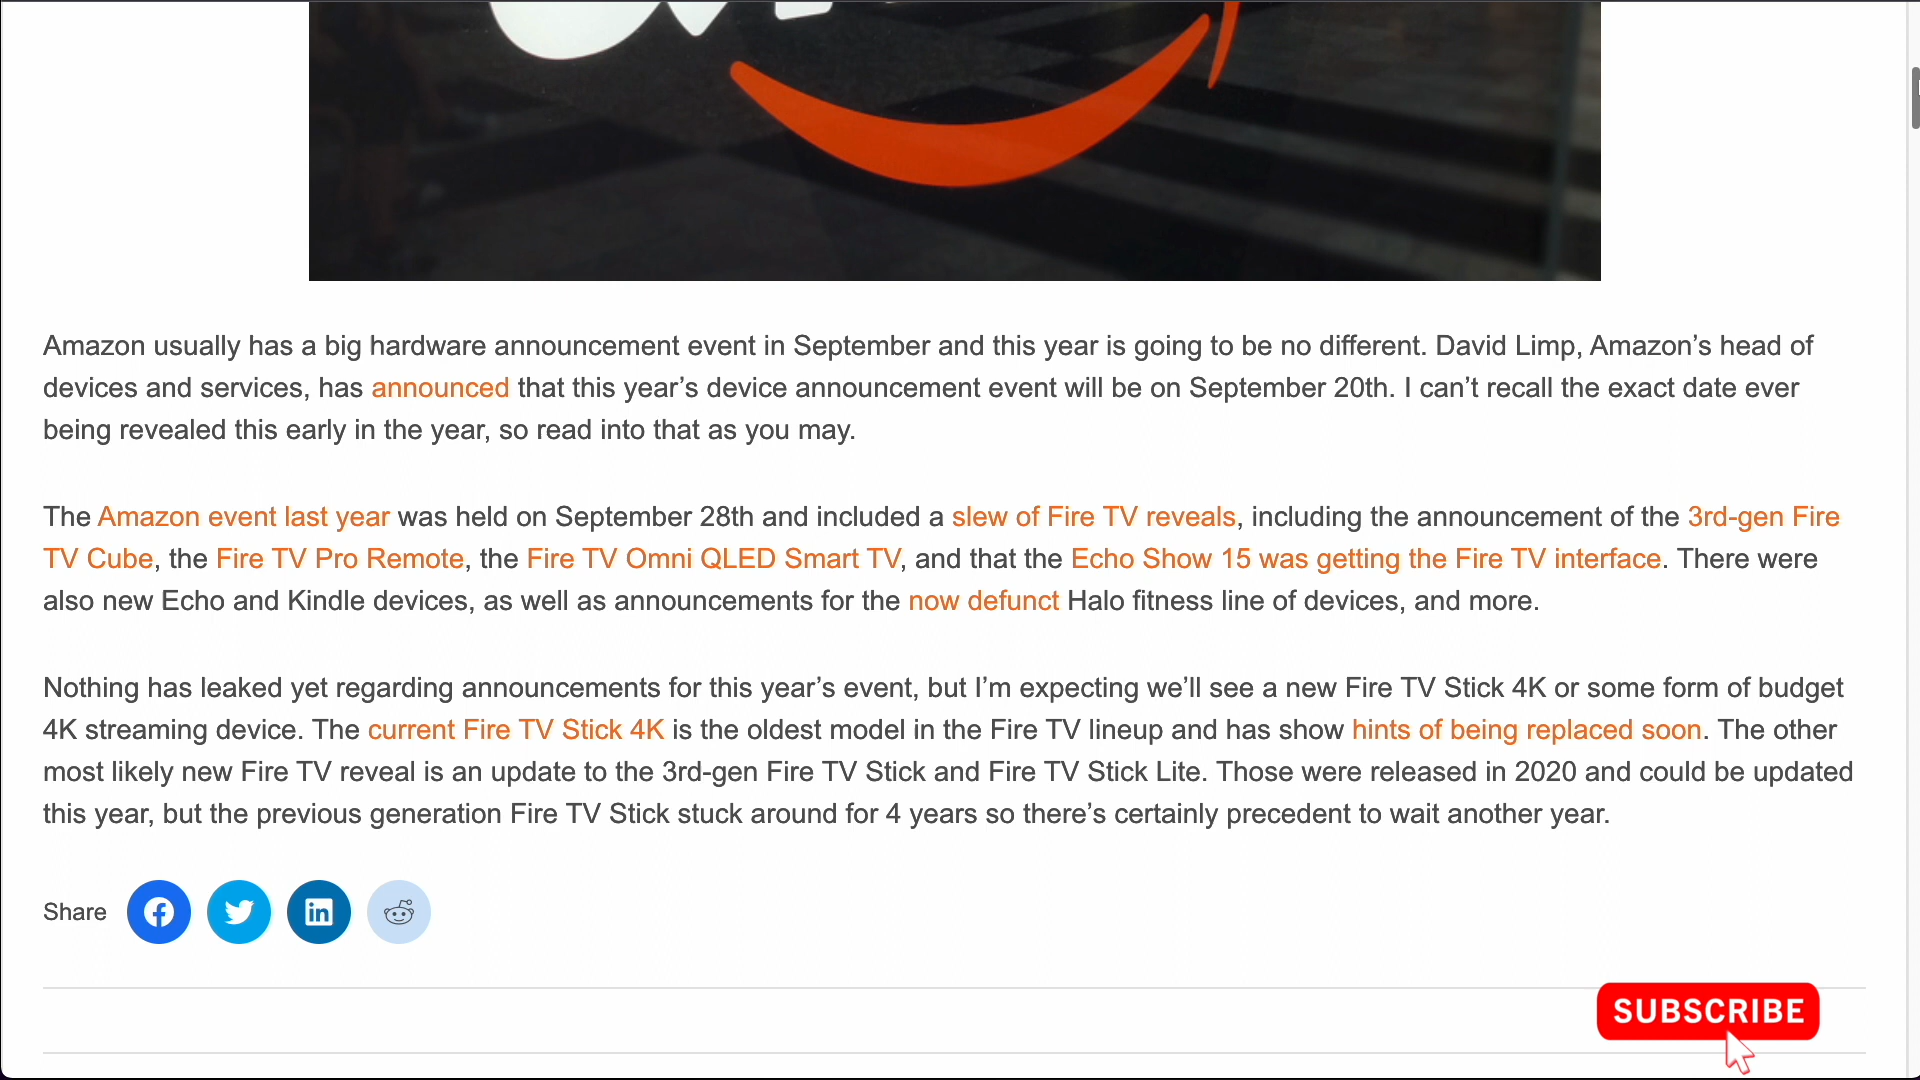 Amazon usually has a big hardware announcement event in September and this year is going to be no different. David Limp, Amazon’s head of
devices and services, has announced that this year’s device announcement event will be on September 20th. I can’t recall the exact date ever
being revealed this early in the year, so read into that as you may.
The Amazon event last year was held on September 28th and included a slew of Fire TV reveals, including the announcement of the 3rd-gen Fire
TV Cube, the Fire TV Pro Remote, the Fire TV Omni QLED Smart TV, and that the Echo Show 15 was getting the Fire TV interface. There were
also new Echo and Kindle devices, as well as announcements for the now defunct Halo fitness line of devices, and more.
Nothing has leaked yet regarding announcements for this year’s event, but I’m expecting we’ll see a new Fire TV Stick 4K or some form of budget
4K streaming device. The current Fire TV Stick 4K is the oldest model in the Fire TV lineup and has show hints of being replaced soon. The other
most likely new Fire TV reveal is an update to the 3rd-gen Fire TV Stick and Fire TV Stick Lite. Those were released in 2020 and could be updated
this year, but the previous generation Fire TV Stick stuck around for 4 years so there’s certainly precedent to wait another year.
Share
SUBSCRIBE